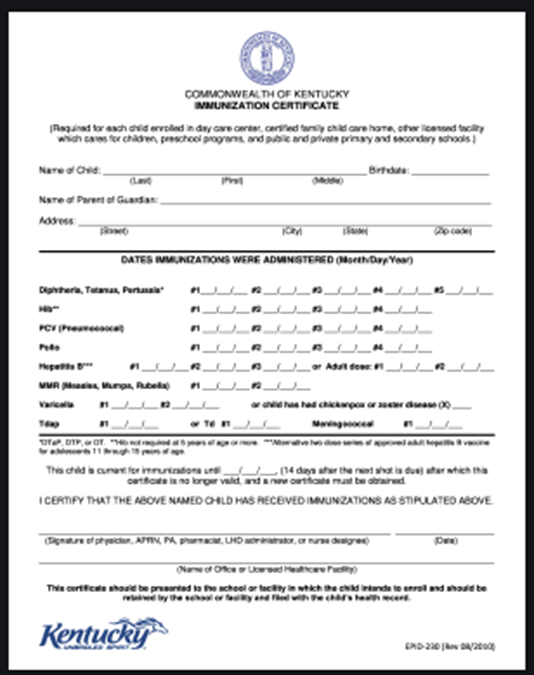 COMMONWEALTH OF KENTUCKY
IMMUNIZATION CERTIFICATE
(Required for each child enrolled in day care center, certified family child care home, other licensed facility
which cares for children, preschool programs, and public and private primary and secondary schools.)
Name of Child: ____ Birthdate: ____
(Last) (First) (Middle)
Name of Parent of Guardian: ____
Address: ____
(Street) (City) (State) (Zip code)
DATES IMMUNIZATIONS WERE ADMINISTERED (Month/Day/Year)
Diphtheria, Tetanus, Pertussis* #1 __/__/__ #2 __/__/__ #3 __/__/__ #4 __/__/__ #5 __/__/__
Hib** #1 __/__/__ #2 __/__/__ #3 __/__/__ #4 __/__/__
PCV (Pneumococcal) #1 __/__/__ #2 __/__/__ #3 __/__/__ #4 __/__/__
Polio #1 __/__/__ #2 __/__/__ #3 __/__/__ #4 __/__/__
Hepatitis B*** #1 __/__/__ #2 __/__/__ #3 __/__/__ or Adult dose: #1 __/__/__ #2 __/__/__
MMR (Measles, Mumps, Rubella) #1 __/__/__ #2 __/__/__
Varicella #1 __/__/__ #2 __/__/__ or child has had chickenpox or zoster disease (X) ____
Tdap #1 __/__/__ or Td #1 __/__/__ Meningococcal #1 __/__/__
*DTaP, DTP, or DT. **Hib not required at 5 years of age or more. ***Alternative two dose series of approved adult hepatitis B vaccine
for adolescents 11 through 15 years of age.
This child is current for immunizations until __/__/__, (14 days after the next shot is due) after which this
certificate is no longer valid, and a new certificate must be obtained.
I CERTIFY THAT THE ABOVE NAMED CHILD HAS RECEIVED IMMUNIZATIONS AS STIPULATED ABOVE.
(Signature of physician, APRN, PA, pharmacist, LHD administrator, or nurse designee) (Date)
(Name of Office or Licensed Healthcare Facility)
This certificate should be presented to the school or facility in which the child intends to enroll and should be
retained by the school or facility and filed with the child's health record.
Kentucky
UNBRIDLED SPIRIT
EPID-230 (Rev 08/2010)